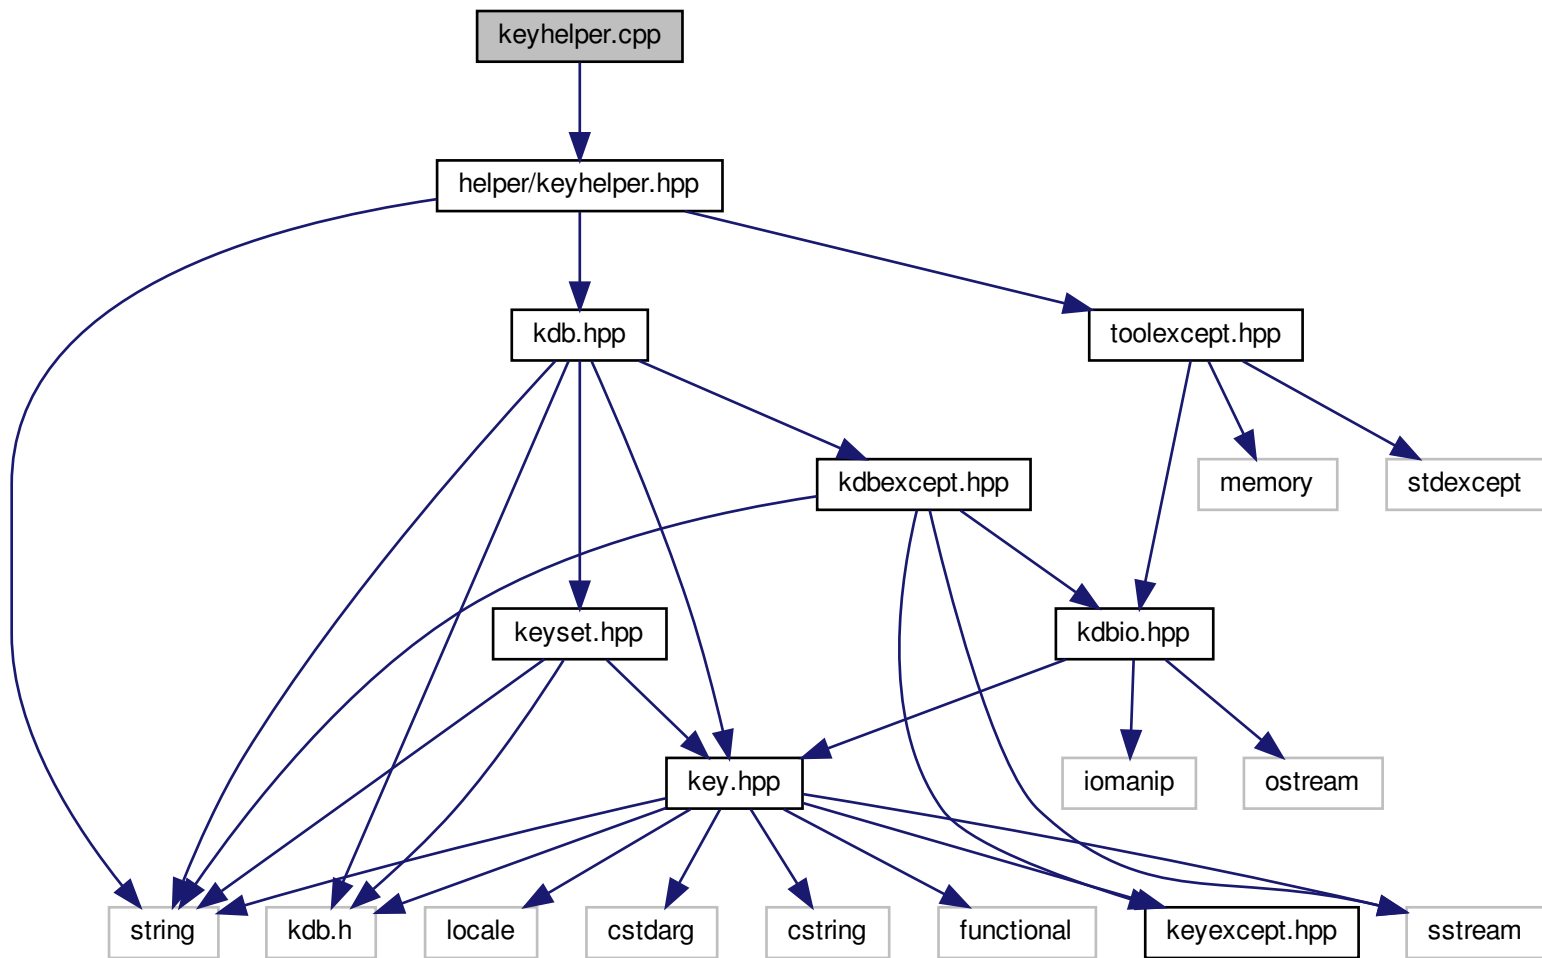 keyhelper.cpp
helper/keyhelper.hpp
kdb.hpp
toolexcept.hpp
kdbexcept.hpp
memory
stdexcept
keyset.hpp
kdbio.hpp
key.hpp
iomanip
ostream
string
kdb.h
locale
cstdarg
cstring
functional
keyexcept.hpp
sstream